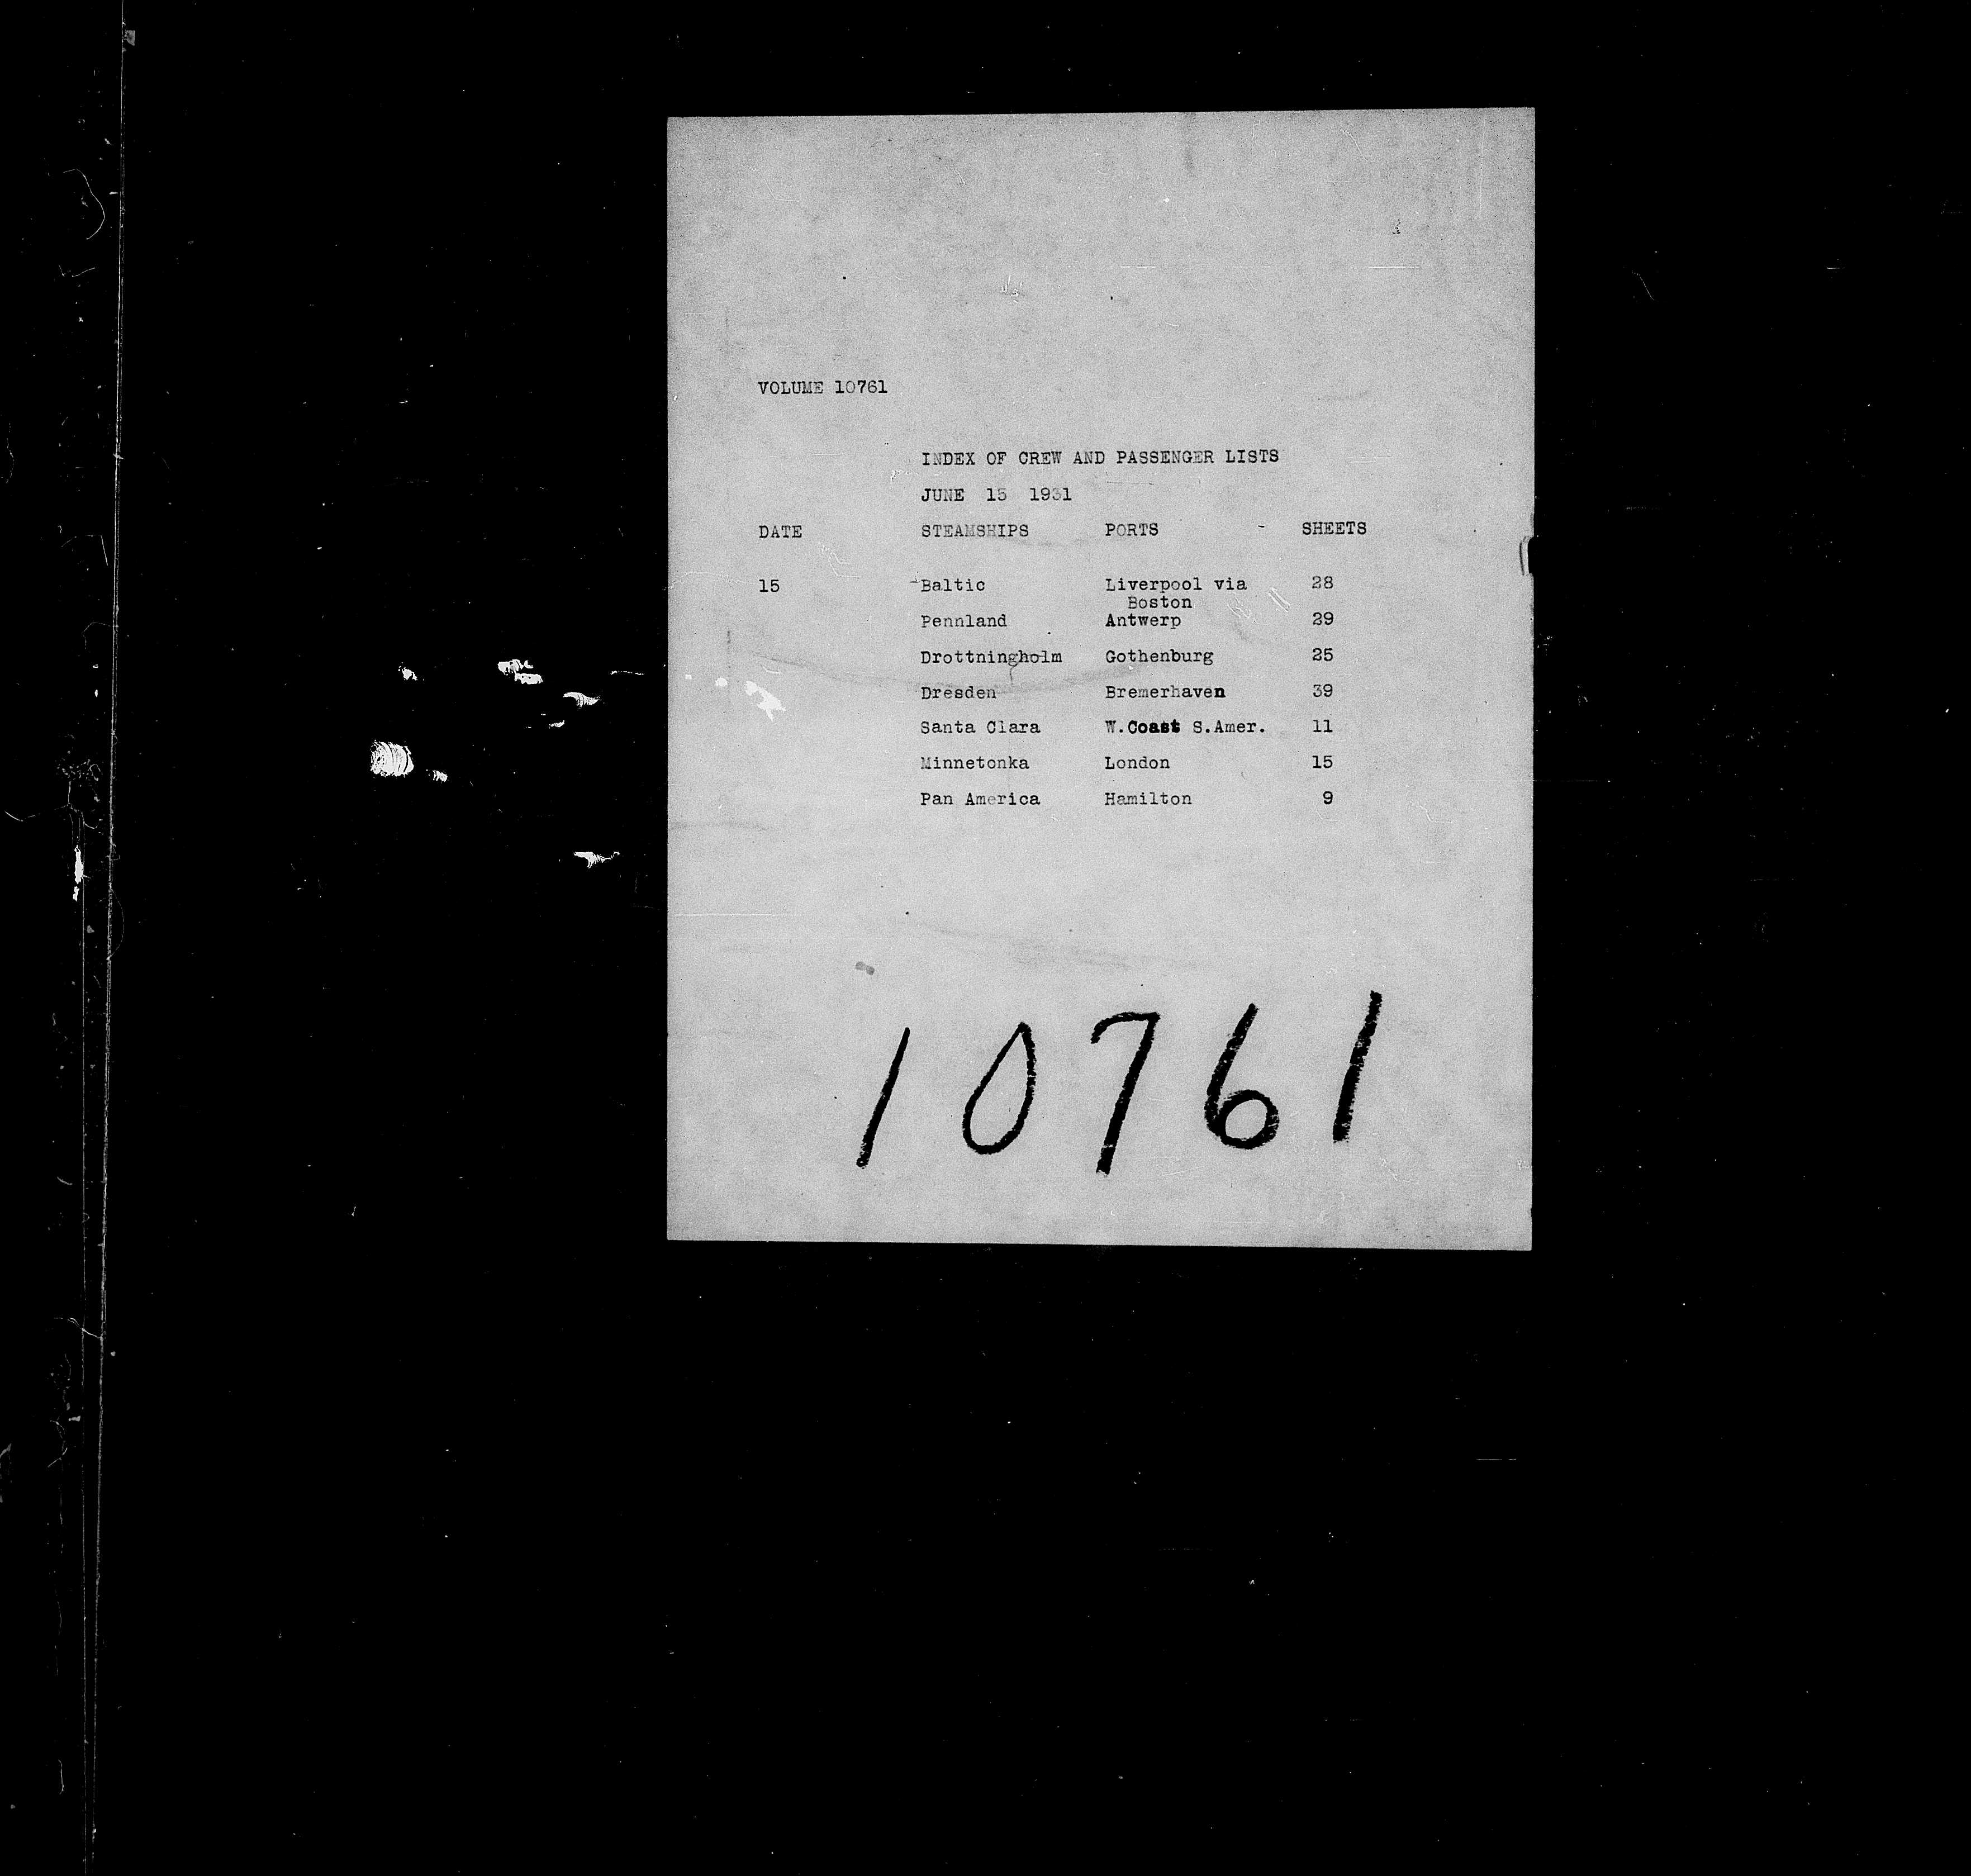 VOLUME 10761
INDEX OF CREW AND PASSENGER LISTS
JUNE 15 1931
DATE STEAMSHIPS PORTS - SHEETS
15 Baltic Liverpool via 28
Boston
Pennland Antwerp 29
Drottningholm Gothenburg 25
Dresden Bremerhaven 39
Santa Clara W.Coast S.Amer. 11
Minnetonka London 15
Pan America Hamilton 9
10761